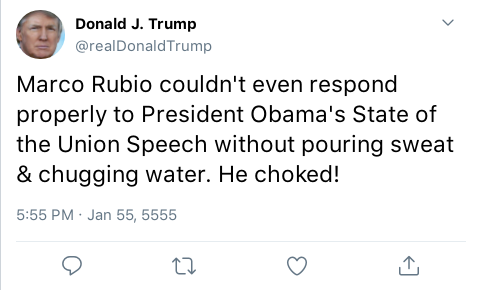 Donald J. Trump
@realDonaldTrump
Marco Rubio couldn't even respond
properly to President Obama's State of
the Union Speech without pouring sweat
& chugging water. He choked!
5:55 PM · Jan 55, 5555